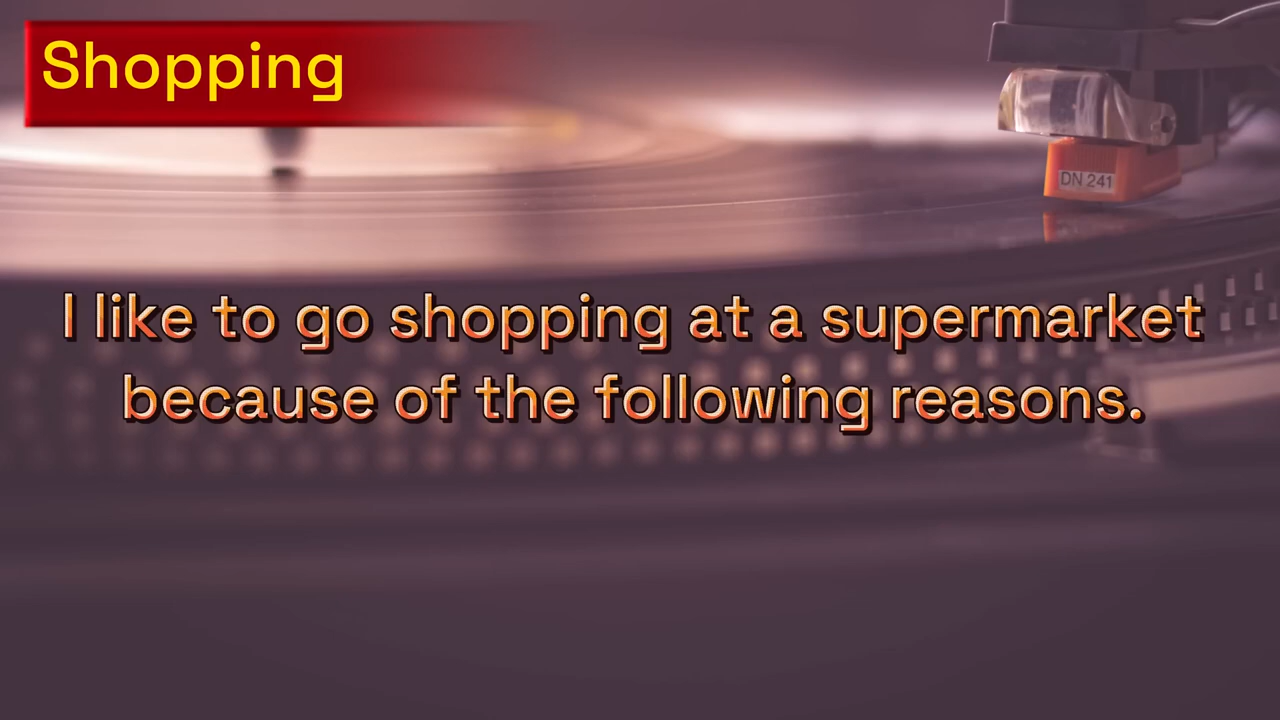 Shopping
DN 241
I like to go shopping at a supermarket
because of the following reasons.